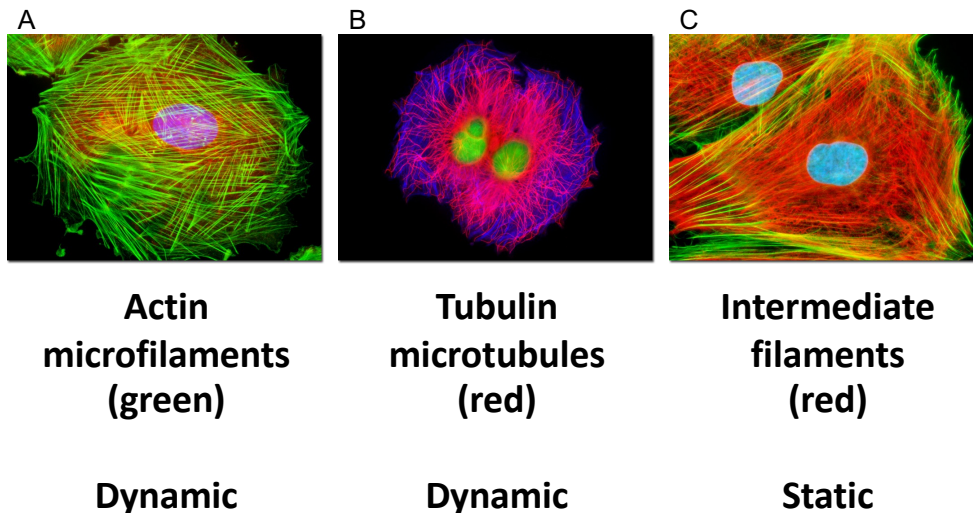 A
B
C
Actin
microfilaments
(green)
Tubulin
microtubules
(red)
Intermediate
filaments
(red)
Dynamic
Dynamic
Static